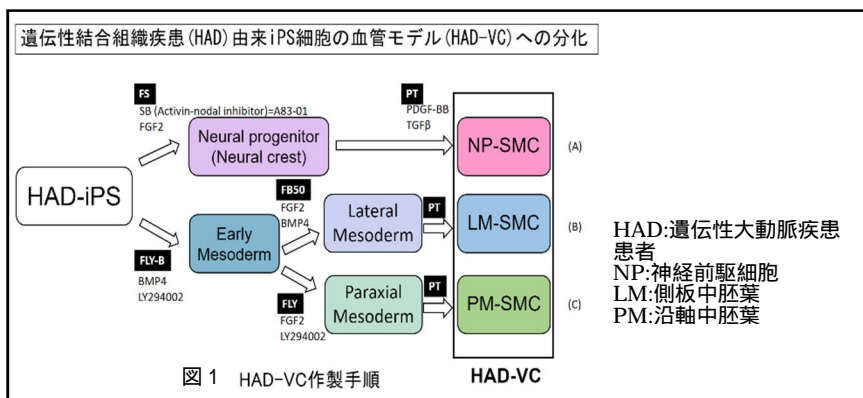 遺伝性結合組織疾患(HAD)由来iPS細胞の血管モデル(HAD-VC)への分化
FS
SB (Activin-nodal inhibitor)=A83-01
FGF2
Neural progenitor
(Neural crest)
PT
PDGF-BB
TGFβ
NP-SMC
(A)
HAD-iPS
FLY-B
BMP4
LY294002
Early
Mesoderm
FB50
FGF2
BMP4
Lateral
Mesoderm
PT
LM-SMC
(B)
FLY
FGF2
LY294002
Paraxial
Mesoderm
PT
PM-SMC
(C)
HAD-VC
図1 HAD-VC作製手順
HAD:遺伝性大動脈疾患
患者
NP:神経前駆細胞
LM:側板中胚葉
PM:沿軸中胚葉